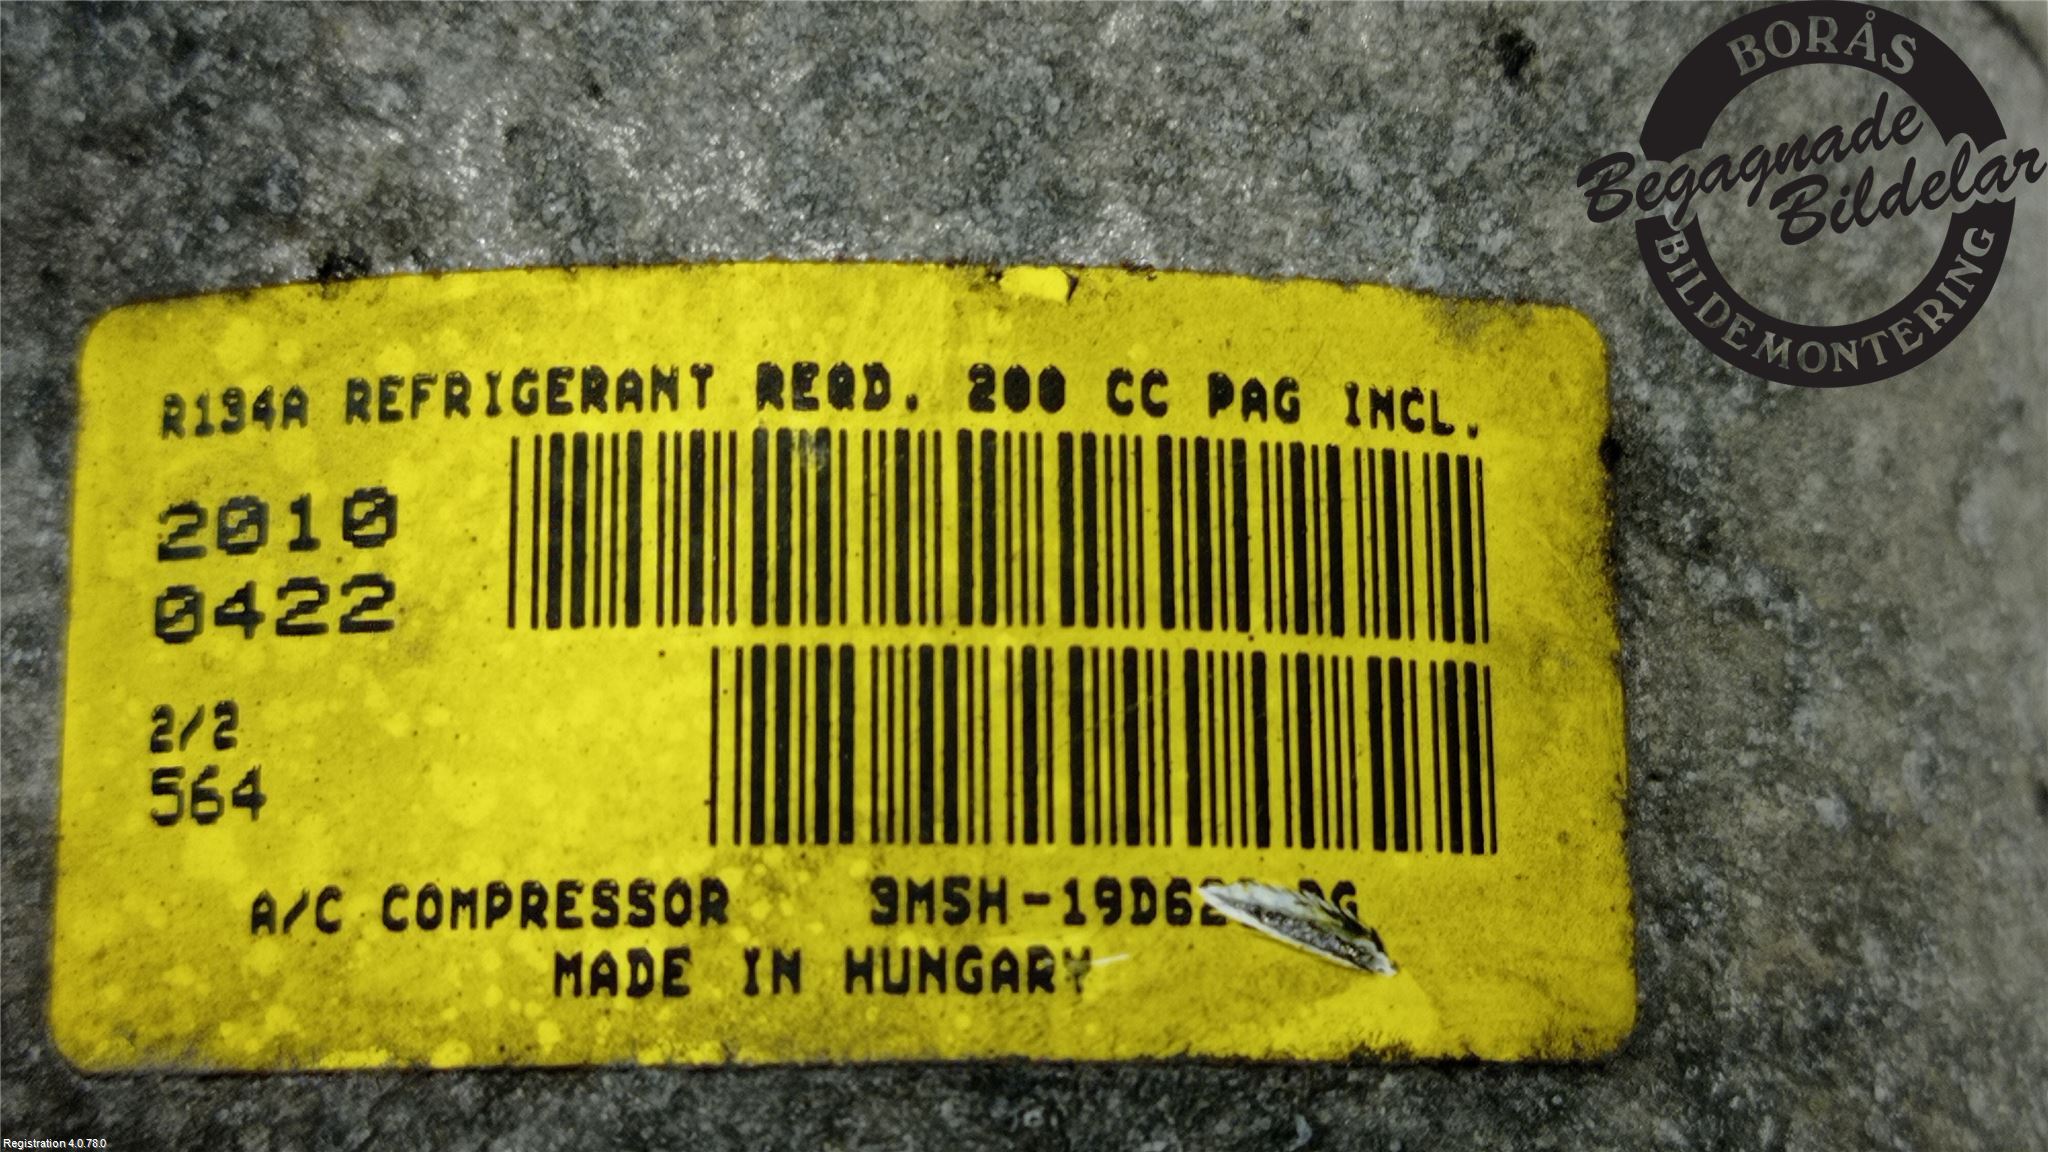 BORÅS
Begagnade
Bildelar
BILDEMONTERING
R134A REFRIGERANT REQD. 200 CC PAG INCL.
2010
0422
2/2
564
A/C COMPRESSOR
MADE IN HUNGARY
Registration 4.0.78.0